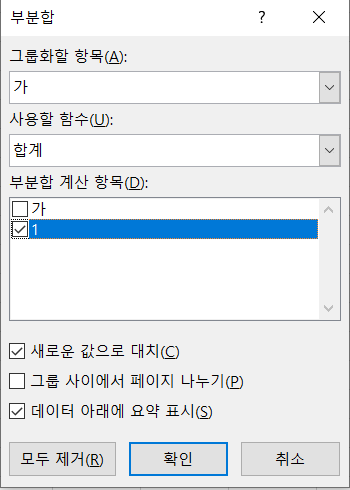 부분합 ?
그룹화할 항목(A):
가
사용할 함수(U):
합계
부분합 계산 항목(D):
가
1
새로운 값으로 대치(C)
그룹 사이에서 페이지 나누기(P)
데이터 아래에 요약 표시(S)
모두 제거(R) 확인 취소